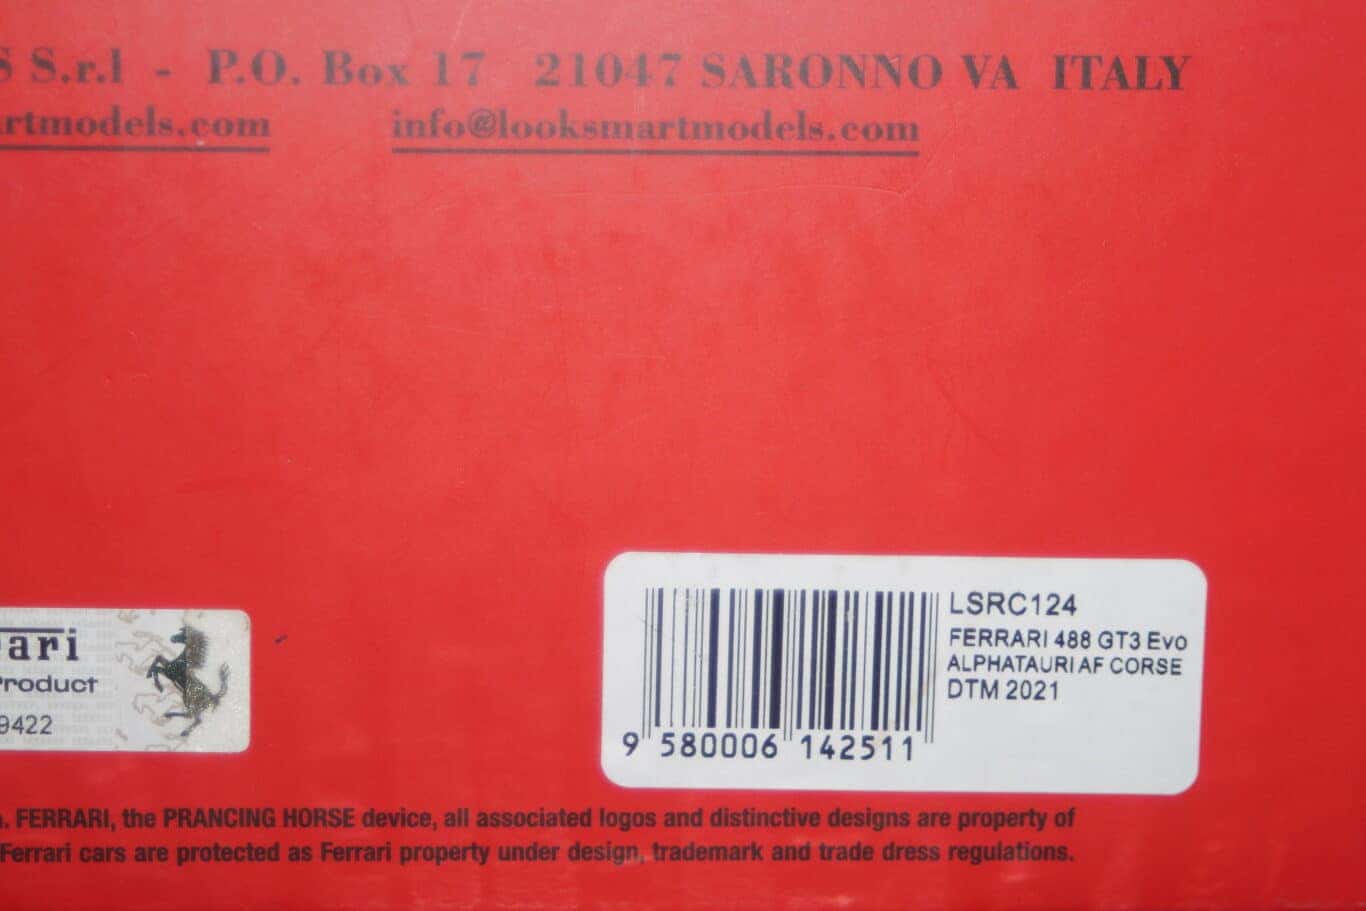 S S.r.l - P.O. Box 17 21047 SARONNO VA ITALY
artmodels.com info@looksmartmodels.com
LSRC124
FERRARI 488 GT3 Evo
ALPHATAURI AF CORSE
DTM 2021
9 580006 142511
ari
Product
9422
a. FERRARI, the PRANCING HORSE device, all associated logos and distinctive designs are property of
Ferrari cars are protected as Ferrari property under design, trademark and trade dress regulations.